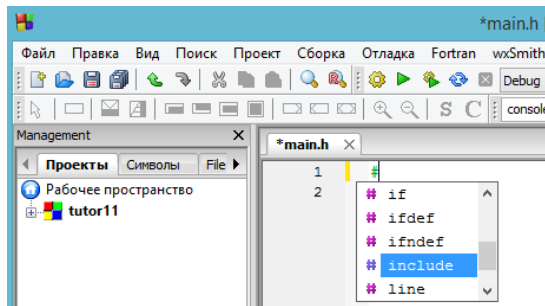 *main.h
Файл Правка Вид Поиск Проект Сборка Отладка Fortran wxSmith
Debug
S C console
Management X
Проекты Символы File
Рабочее пространство
tutor11
*main.h
1 #
2
# if
# ifdef
# ifndef
# include
# line